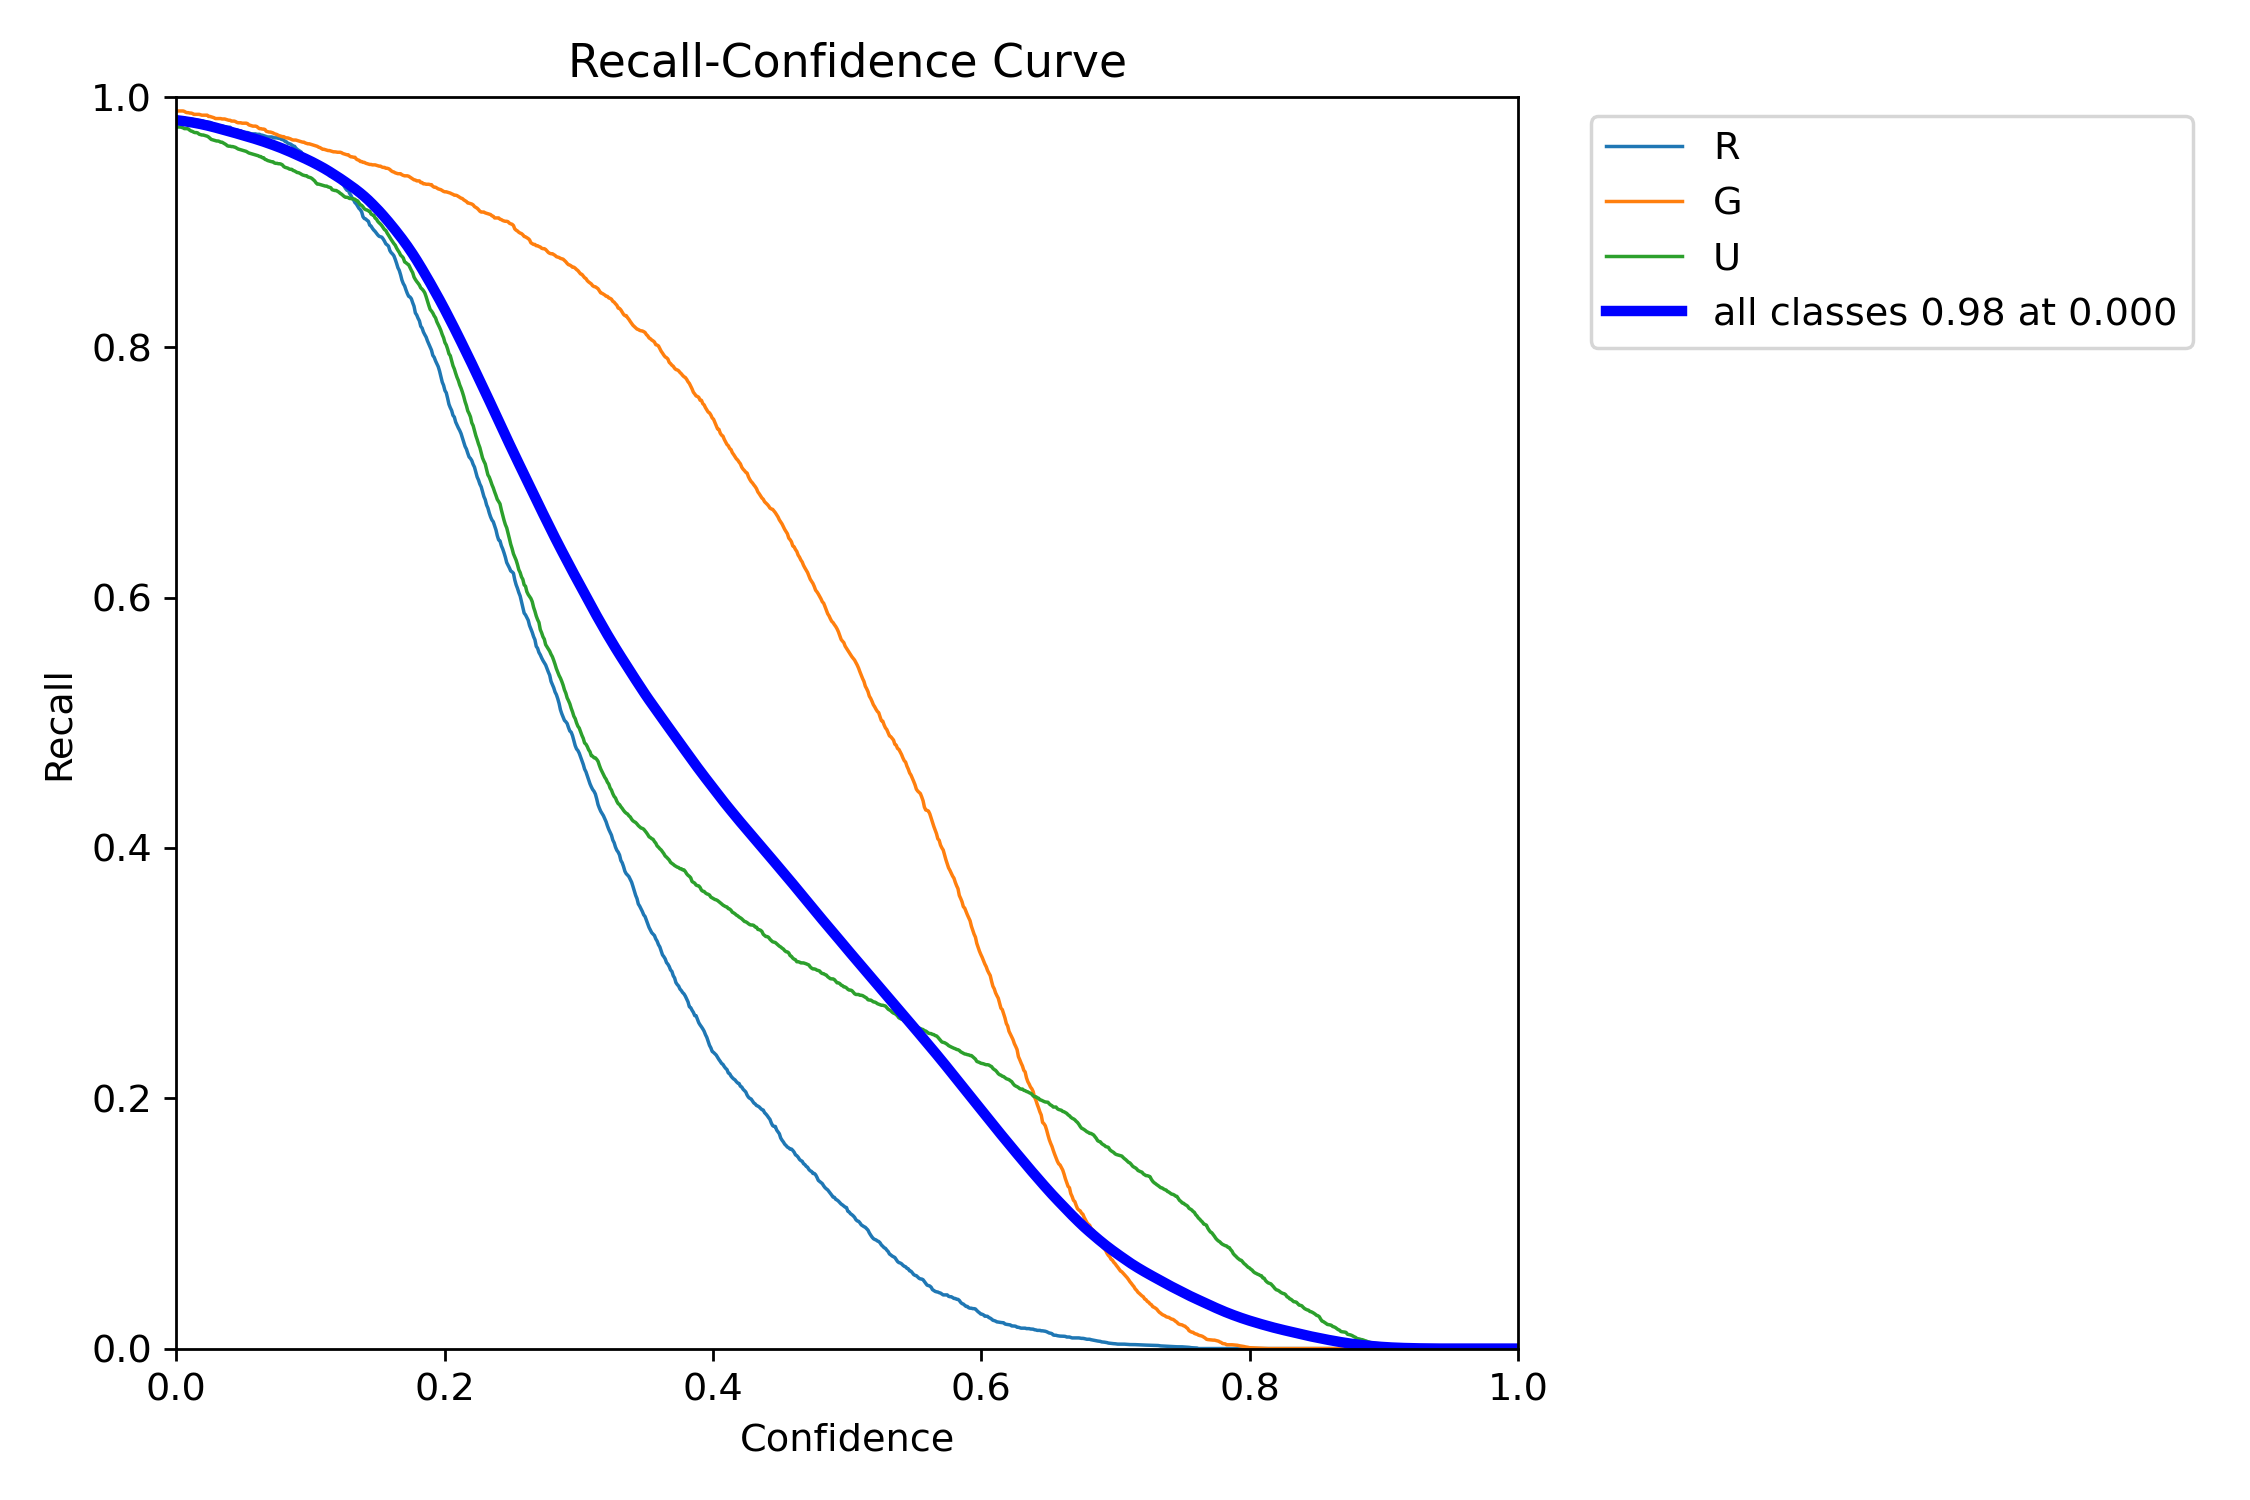 Recall-Confidence Curve
1.0
0.8
0.6
0.4
0.2
0.0
Recall
0.0 0.2 0.4 0.6 0.8 1.0
Confidence
R
G
U
all classes 0.98 at 0.000